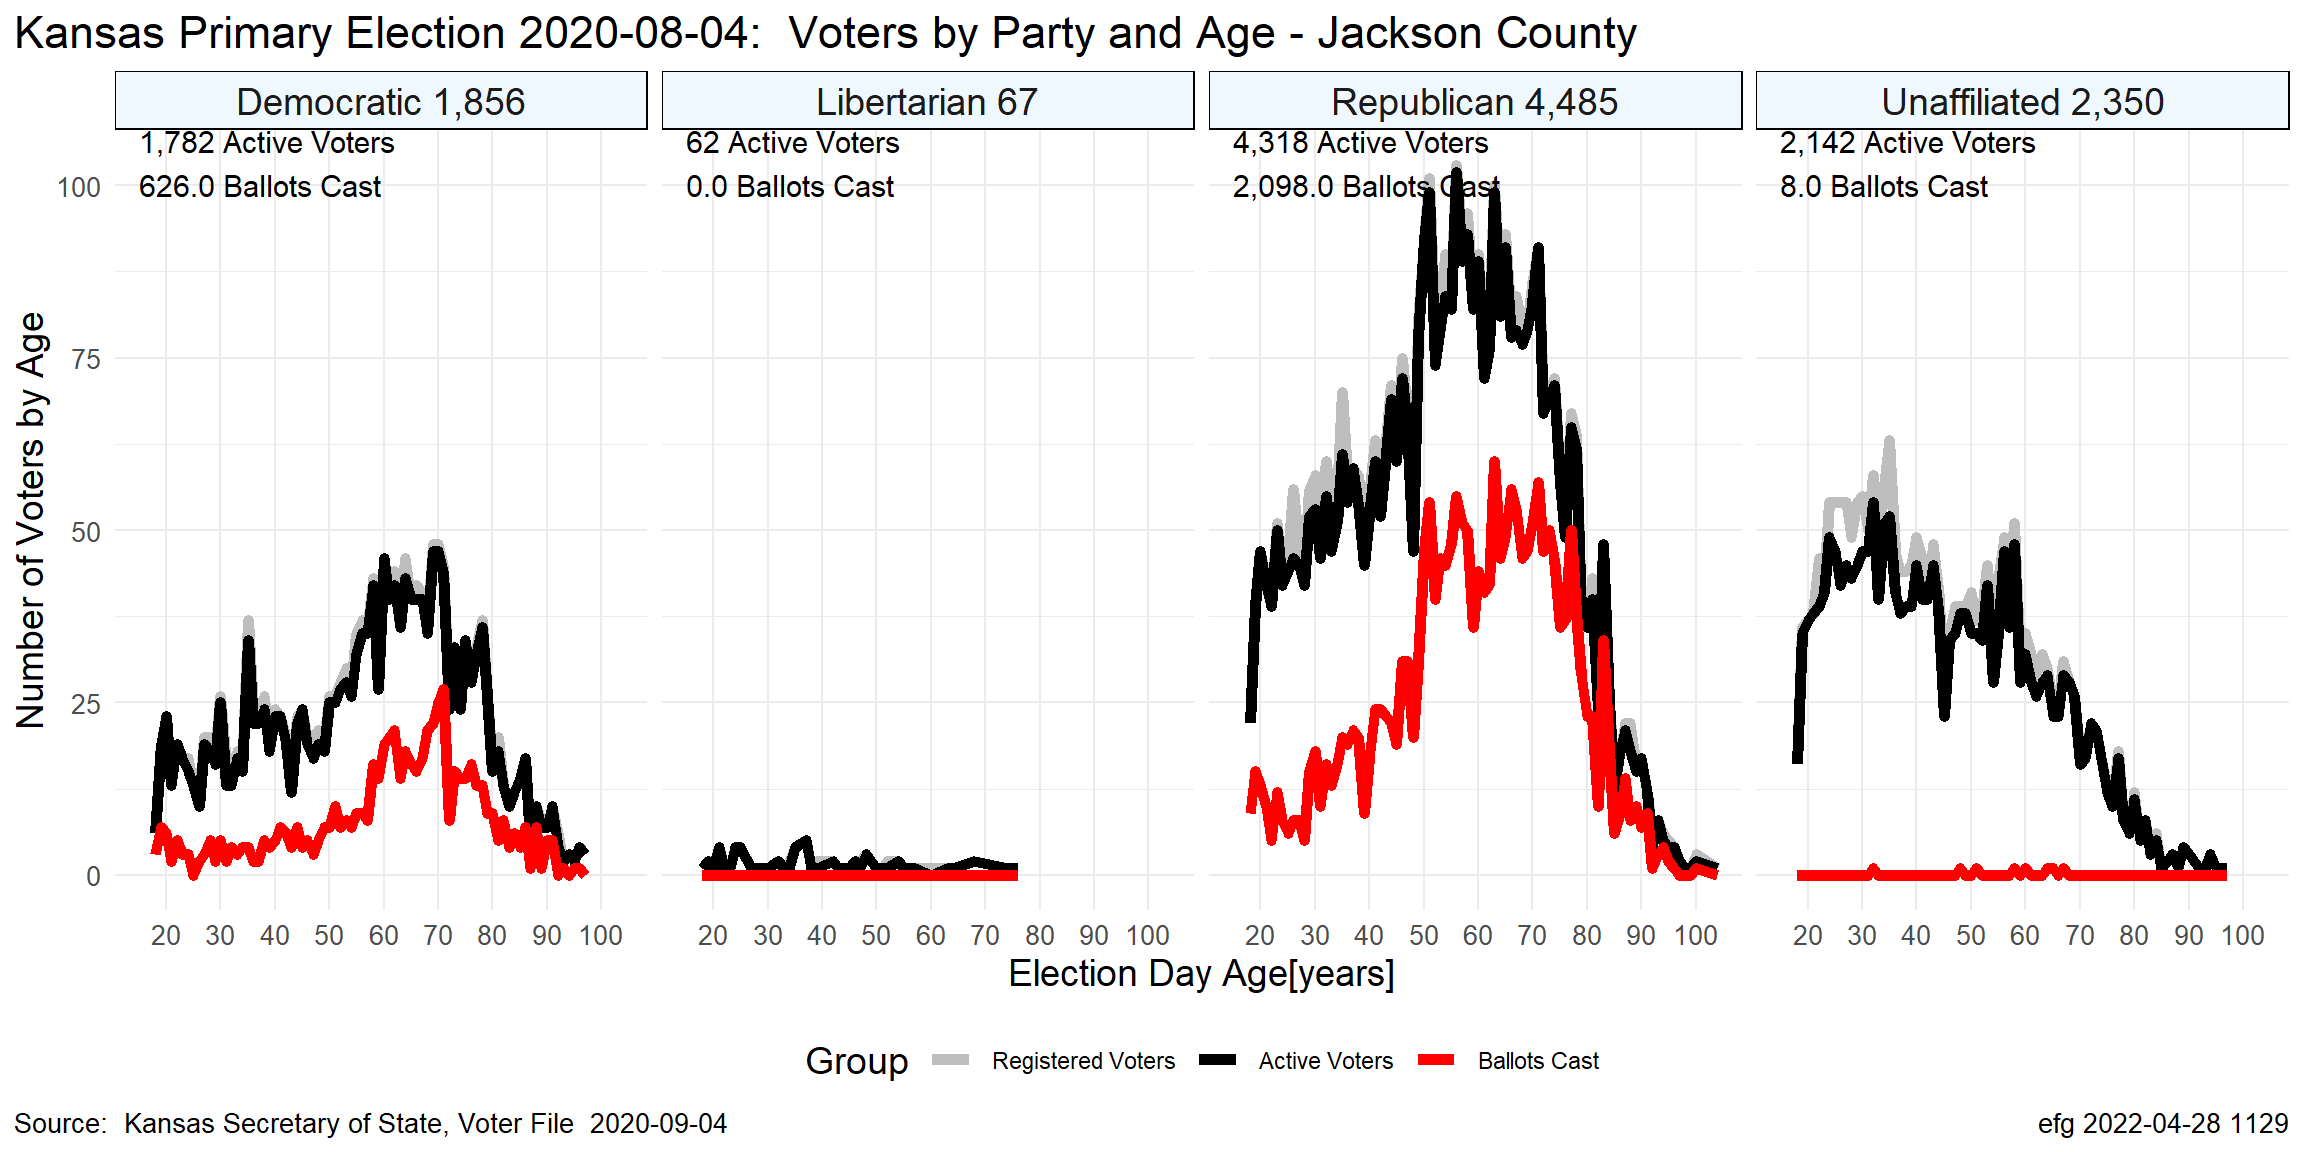 Kansas Primary Election 2020-08-04:  Voters by Party and Age - Jackson County
Democratic 1,856
Libertarian 67
Republican 4,485
Unaffiliated 2,350
1,782 Active Voters
626.0 Ballots Cast
62 Active Voters
0.0 Ballots Cast
4,318 Active Voters
2,098.0 Ballots Cast
2,142 Active Voters
8.0 Ballots Cast
Number of Voters by Age
100
75
50
25
0
20 30 40 50 60 70 80 90 100
20 30 40 50 60 70 80 90 100
20 30 40 50 60 70 80 90 100
20 30 40 50 60 70 80 90 100
Election Day Age[years]
Group Registered Voters Active Voters Ballots Cast
Source:  Kansas Secretary of State, Voter File  2020-09-04
efg 2022-04-28 1129